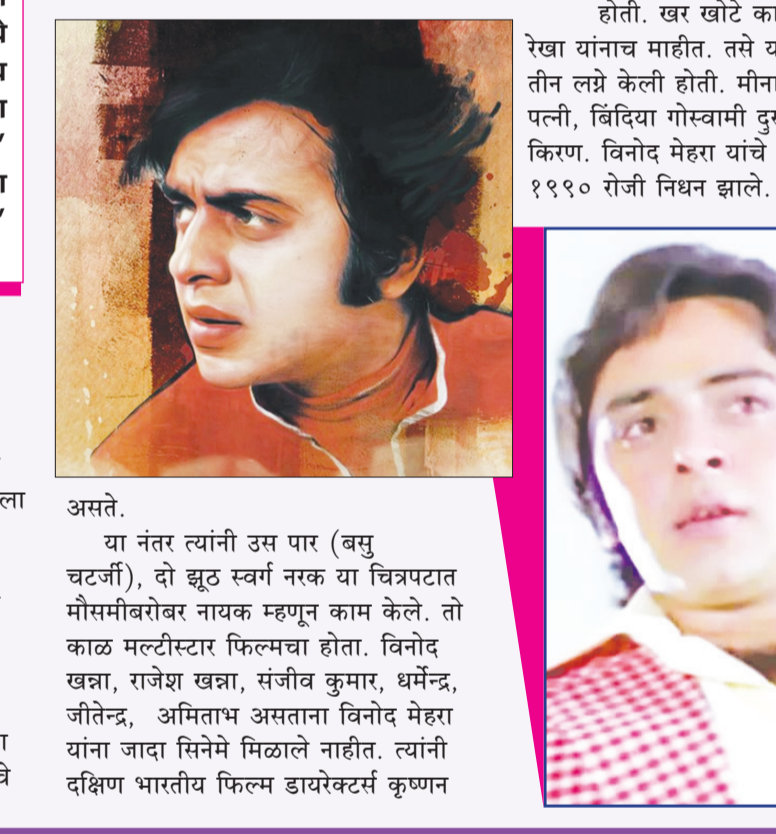 असते.
या नंतर त्यांनी उस पार (बसु
चटर्जी), दो झूठ स्वर्ग नरक या चित्रपटात
मौसमीबरोबर नायक म्हणून काम केले. तो
काळ मल्टीस्टार फिल्मचा होता. विनोद
खन्ना, राजेश खन्ना, संजीव कुमार, धर्मेन्द्र,
जीतेन्द्र, अमिताभ असताना विनोद मेहरा
यांना जादा सिनेमे मिळाले नाहीत. त्यांनी
दक्षिण भारतीय फिल्म डायरेक्टर्स कृष्णन
होती. खर खोटे
रेखा यांनाच माहीत. तसे
तीन लग्ने केली होती.
पत्नी, बिंदिया गोस्वामी
किरण. विनोद मेहरा यांचे
१९९० रोजी निधन झाले.